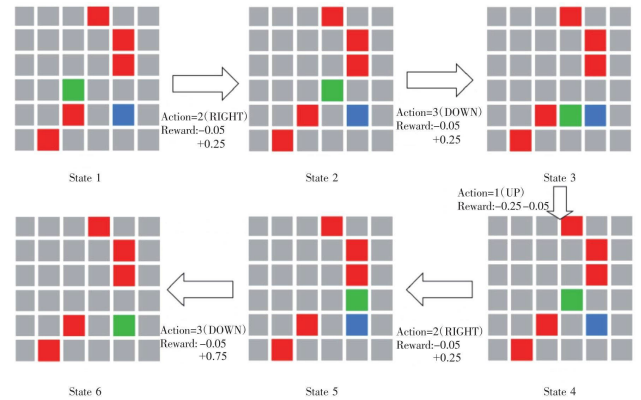 Action=2(RIGHT)
Reward:-0.05
+0.25
Action=3(DOWN)
Reward:-0.05
+0.25
State 1
State 2
State 3
Action=1(UP)
Reward:-0.25-0.05
Action=3(DOWN)
Reward: -0.05
+0.75
Action=2(RIGHT)
Reward:-0.05
+0.25
State 6
State 5
State 4